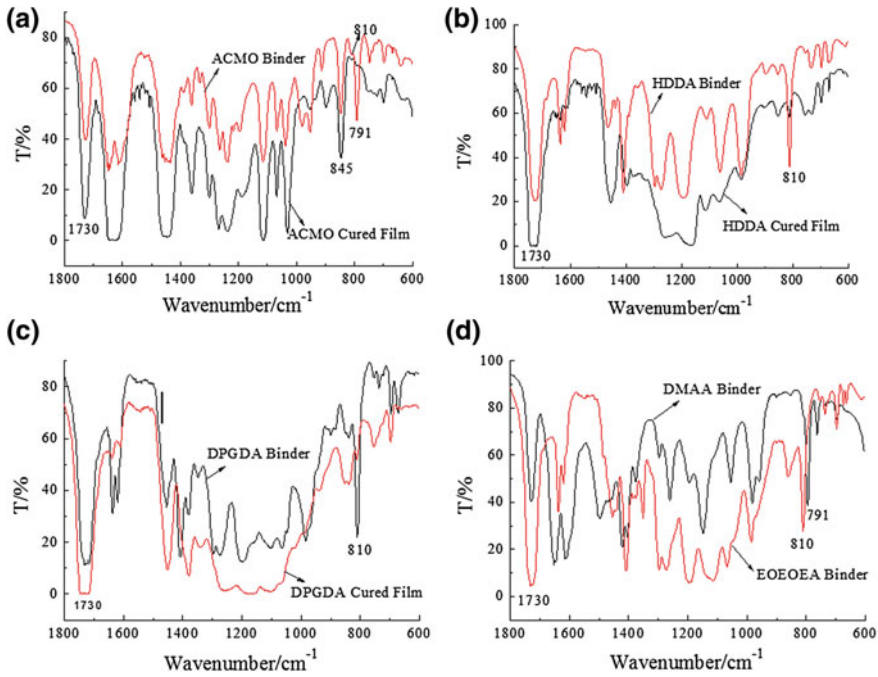 (a)
80
60
40
20
0
T/%
ACMO Binder
810
791
845
1730
ACMO Cured Film
1800 1600 1400 1200 1000 800 600
Wavenumber/cm-1
(b)
100
80
60
40
20
0
T/%
HDDA Binder
810
HDDA Cured Film
1730
1800 1600 1400 1200 1000 800 600
Wavenumber/cm-1
(c)
80
60
40
20
0
T/%
DPGDA Binder
810
DPGDA Cured Film
1730
1800 1600 1400 1200 1000 800 600
Wavenumber/cm-1
(d)
100
80
60
40
20
0
T/%
DMAA Binder
791
810
EOEOEA Binder
1730
1800 1600 1400 1200 1000 800 600
Wavenumber/cm-1